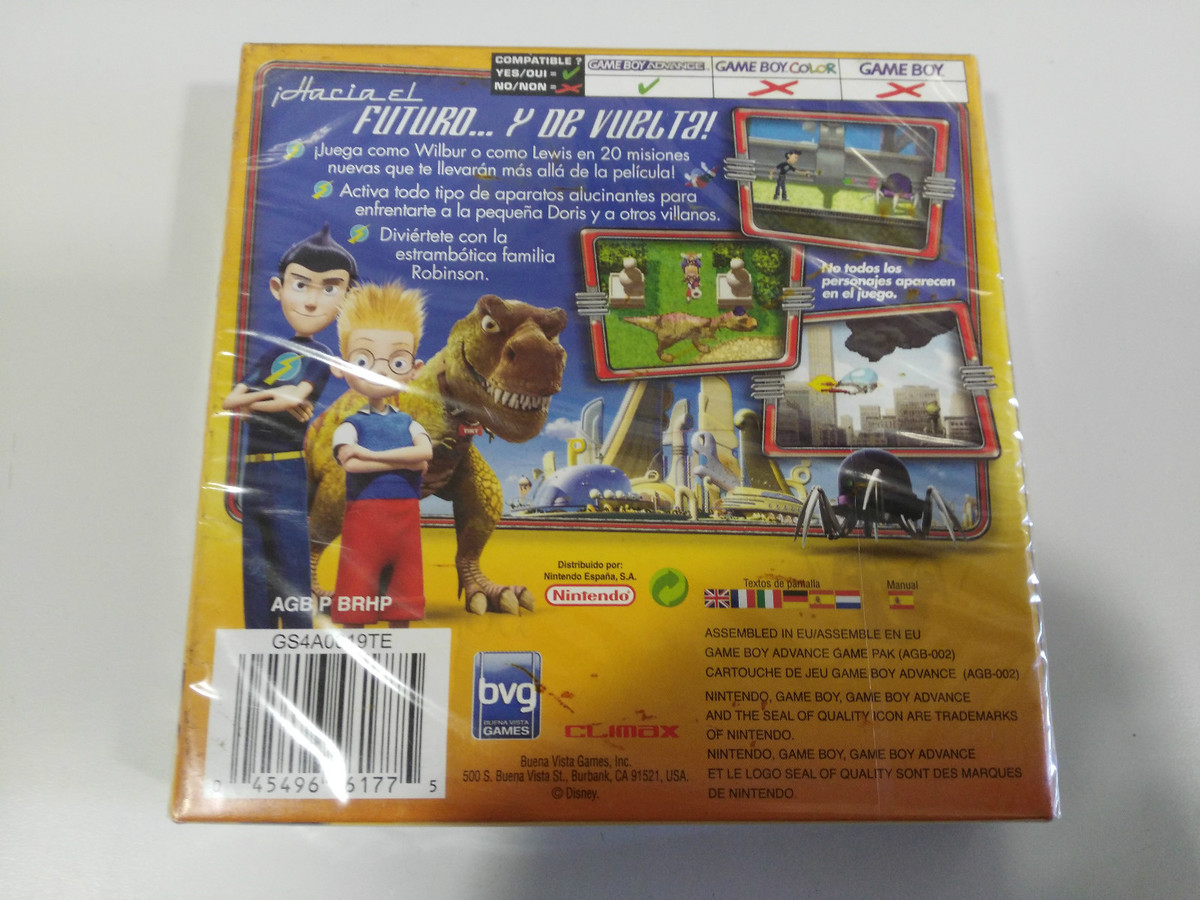 COMPATIBLE ?
YES/OUI =
NO/NON =
GAME BOY ADVANCE
GAME BOY COLOR
GAME BOY
¡Hacia el
FUTURO... Y DE VUELTA!
¡Juega como Wilbur o como Lewis en 20 misiones
nuevas que te llevarán más allá de la película!
Activa todo tipo de aparatos alucinantes para
enfrentarte a la pequeña Doris y a otros villanos.
Diviértete con la
estrambótica familia
Robinson.
No todos los
personajes aparecen
en el juego.
Distribuido por:
Nintendo España, S.A.
Nintendo
Textos de pantalla
Manual
AGB P BRHP
ASSEMBLED IN EU/ASSEMBLE EN EU
GAME BOY ADVANCE GAME PAK (AGB-002)
CARTOUCHE DE JEU GAME BOY ADVANCE (AGB-002)
NINTENDO, GAME BOY, GAME BOY ADVANCE
AND THE SEAL OF QUALITY ICON ARE TRADEMARKS
OF NINTENDO.
NINTENDO, GAME BOY, GAME BOY ADVANCE
ET LE LOGO SEAL OF QUALITY SONT DES MARQUES
DE NINTENDO.
bvg
BUENA VISTA
GAMES
CLIMAX
Buena Vista Games, Inc.
500 S. Buena Vista St., Burbank, CA 91521, USA.
© Disney.
0 45496 6177 5